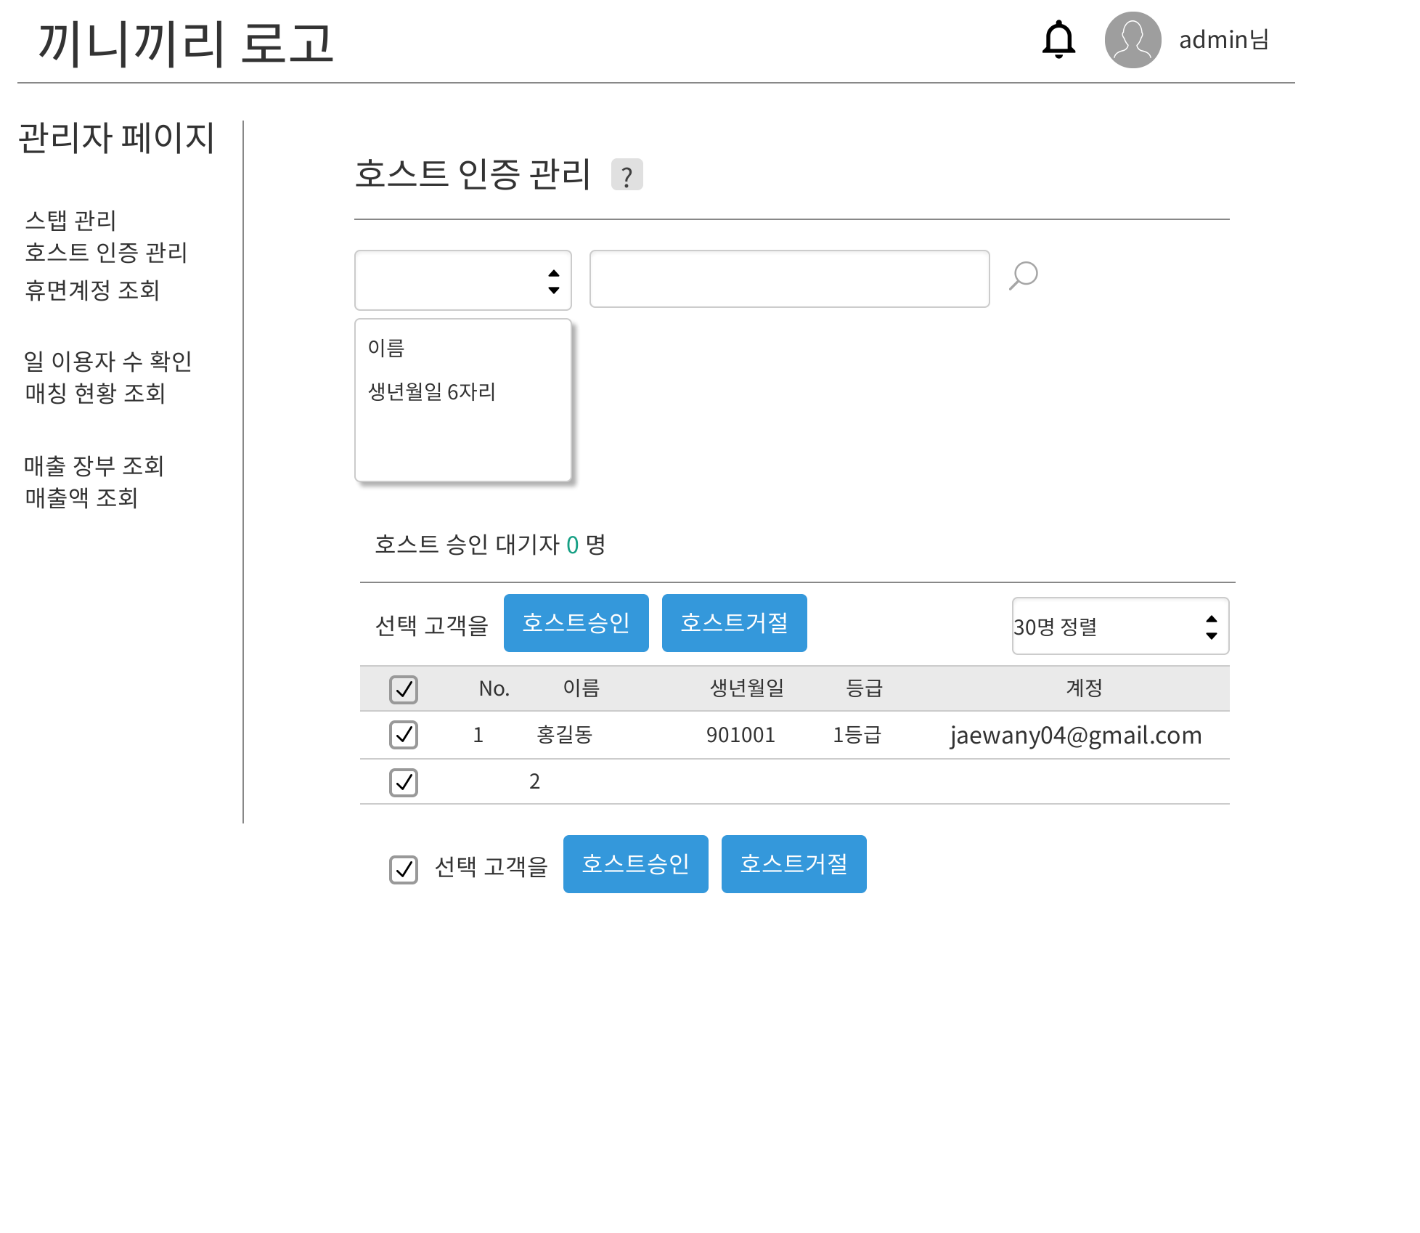 끼니끼리 로고
admin님
관리자 페이지
스탭 관리
호스트 인증 관리
휴면계정 조회
일 이용자 수 확인
매칭 현황 조회
매출 장부 조회
매출액 조회
호스트 인증 관리 ?
이름
생년월일 6자리
호스트 승인 대기자 0 명
선택 고객을 호스트승인 호스트거절 30명 정렬
No. 이름 생년월일 등급 계정
1 홍길동 901001 1등급 jaewany04@gmail.com
2
선택 고객을 호스트승인 호스트거절